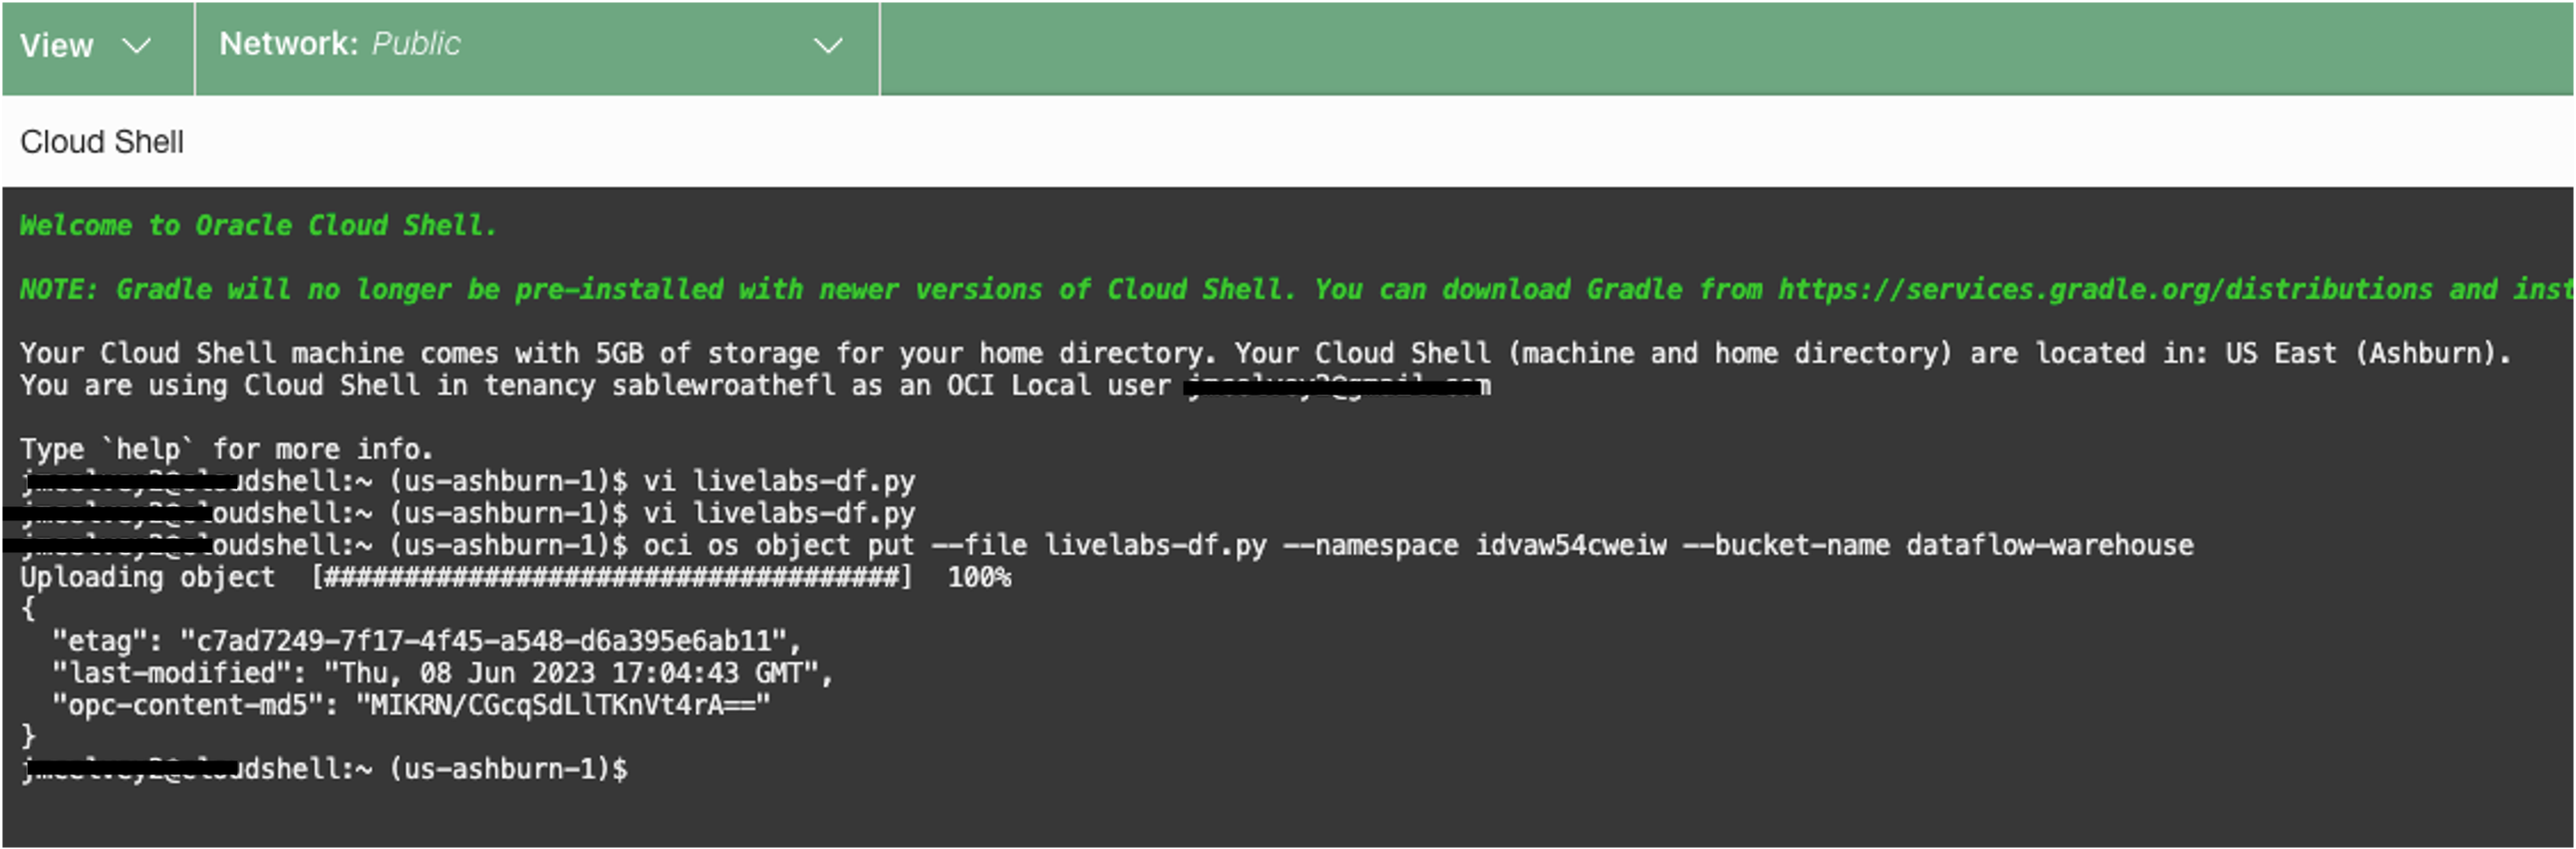 View
Network: Public
Cloud Shell
Welcome to Oracle Cloud Shell.
NOTE: Gradle will no longer be pre-installed with newer versions of Cloud Shell. You can download Gradle from https://services.gradle.org/distributions and inst
Your Cloud Shell machine comes with 5GB of storage for your home directory. Your Cloud Shell (machine and home directory) are located in: US East (Ashburn).
You are using Cloud Shell in tenancy sablewroathefl as an OCI Local user
Type `help` for more info.
udshell:~ (us-ashburn-1)$ vi livelabs-df.py
oudshell:~ (us-ashburn-1)$ vi livelabs-df.py
oudshell:~ (us-ashburn-1)$ oci os object put --file livelabs-df.py --namespace idvaw54cweiw --bucket-name dataflow-warehouse
Uploading object [####################################] 100%
{
"etag": "c7ad7249-7f17-4f45-a548-d6a395e6ab11",
"last-modified": "Thu, 08 Jun 2023 17:04:43 GMT",
"opc-content-md5": "MIKRN/CGcqSdLlTKnVt4rA=="
}
udshell:~ (us-ashburn-1)$